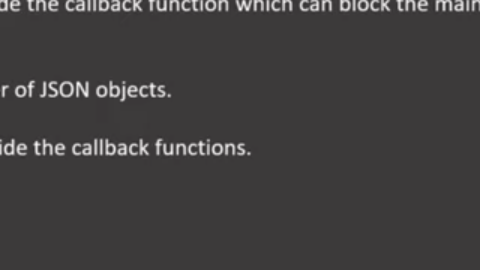 de the callback function which can block the main
r of JSON objects.
ide the callback functions.